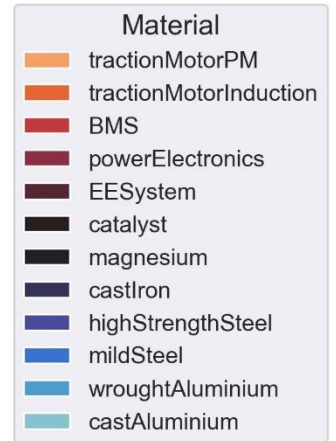 Material
tractionMotorPM
tractionMotorInduction
BMS
powerElectronics
EESystem
catalyst
magnesium
castIron
highStrengthSteel
mildSteel
wroughtAluminium
castAluminium